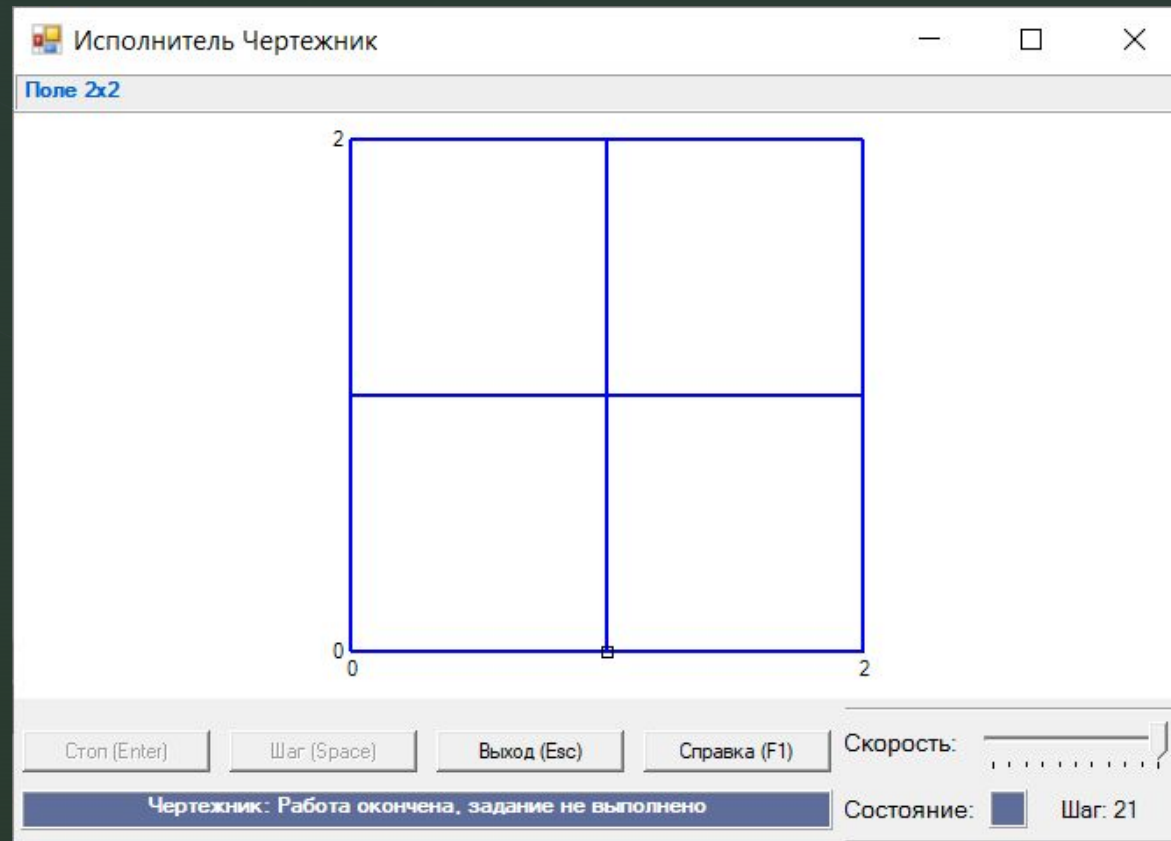 Исполнитель Чертежник
Поле 2x2
2
0
0
2
Стоп (Enter)
Шаг (Space)
Выход (Esc)
Справка (F1)
Скорость:
Чертежник: Работа окончена, задание не выполнено
Состояние:
Шаг: 21